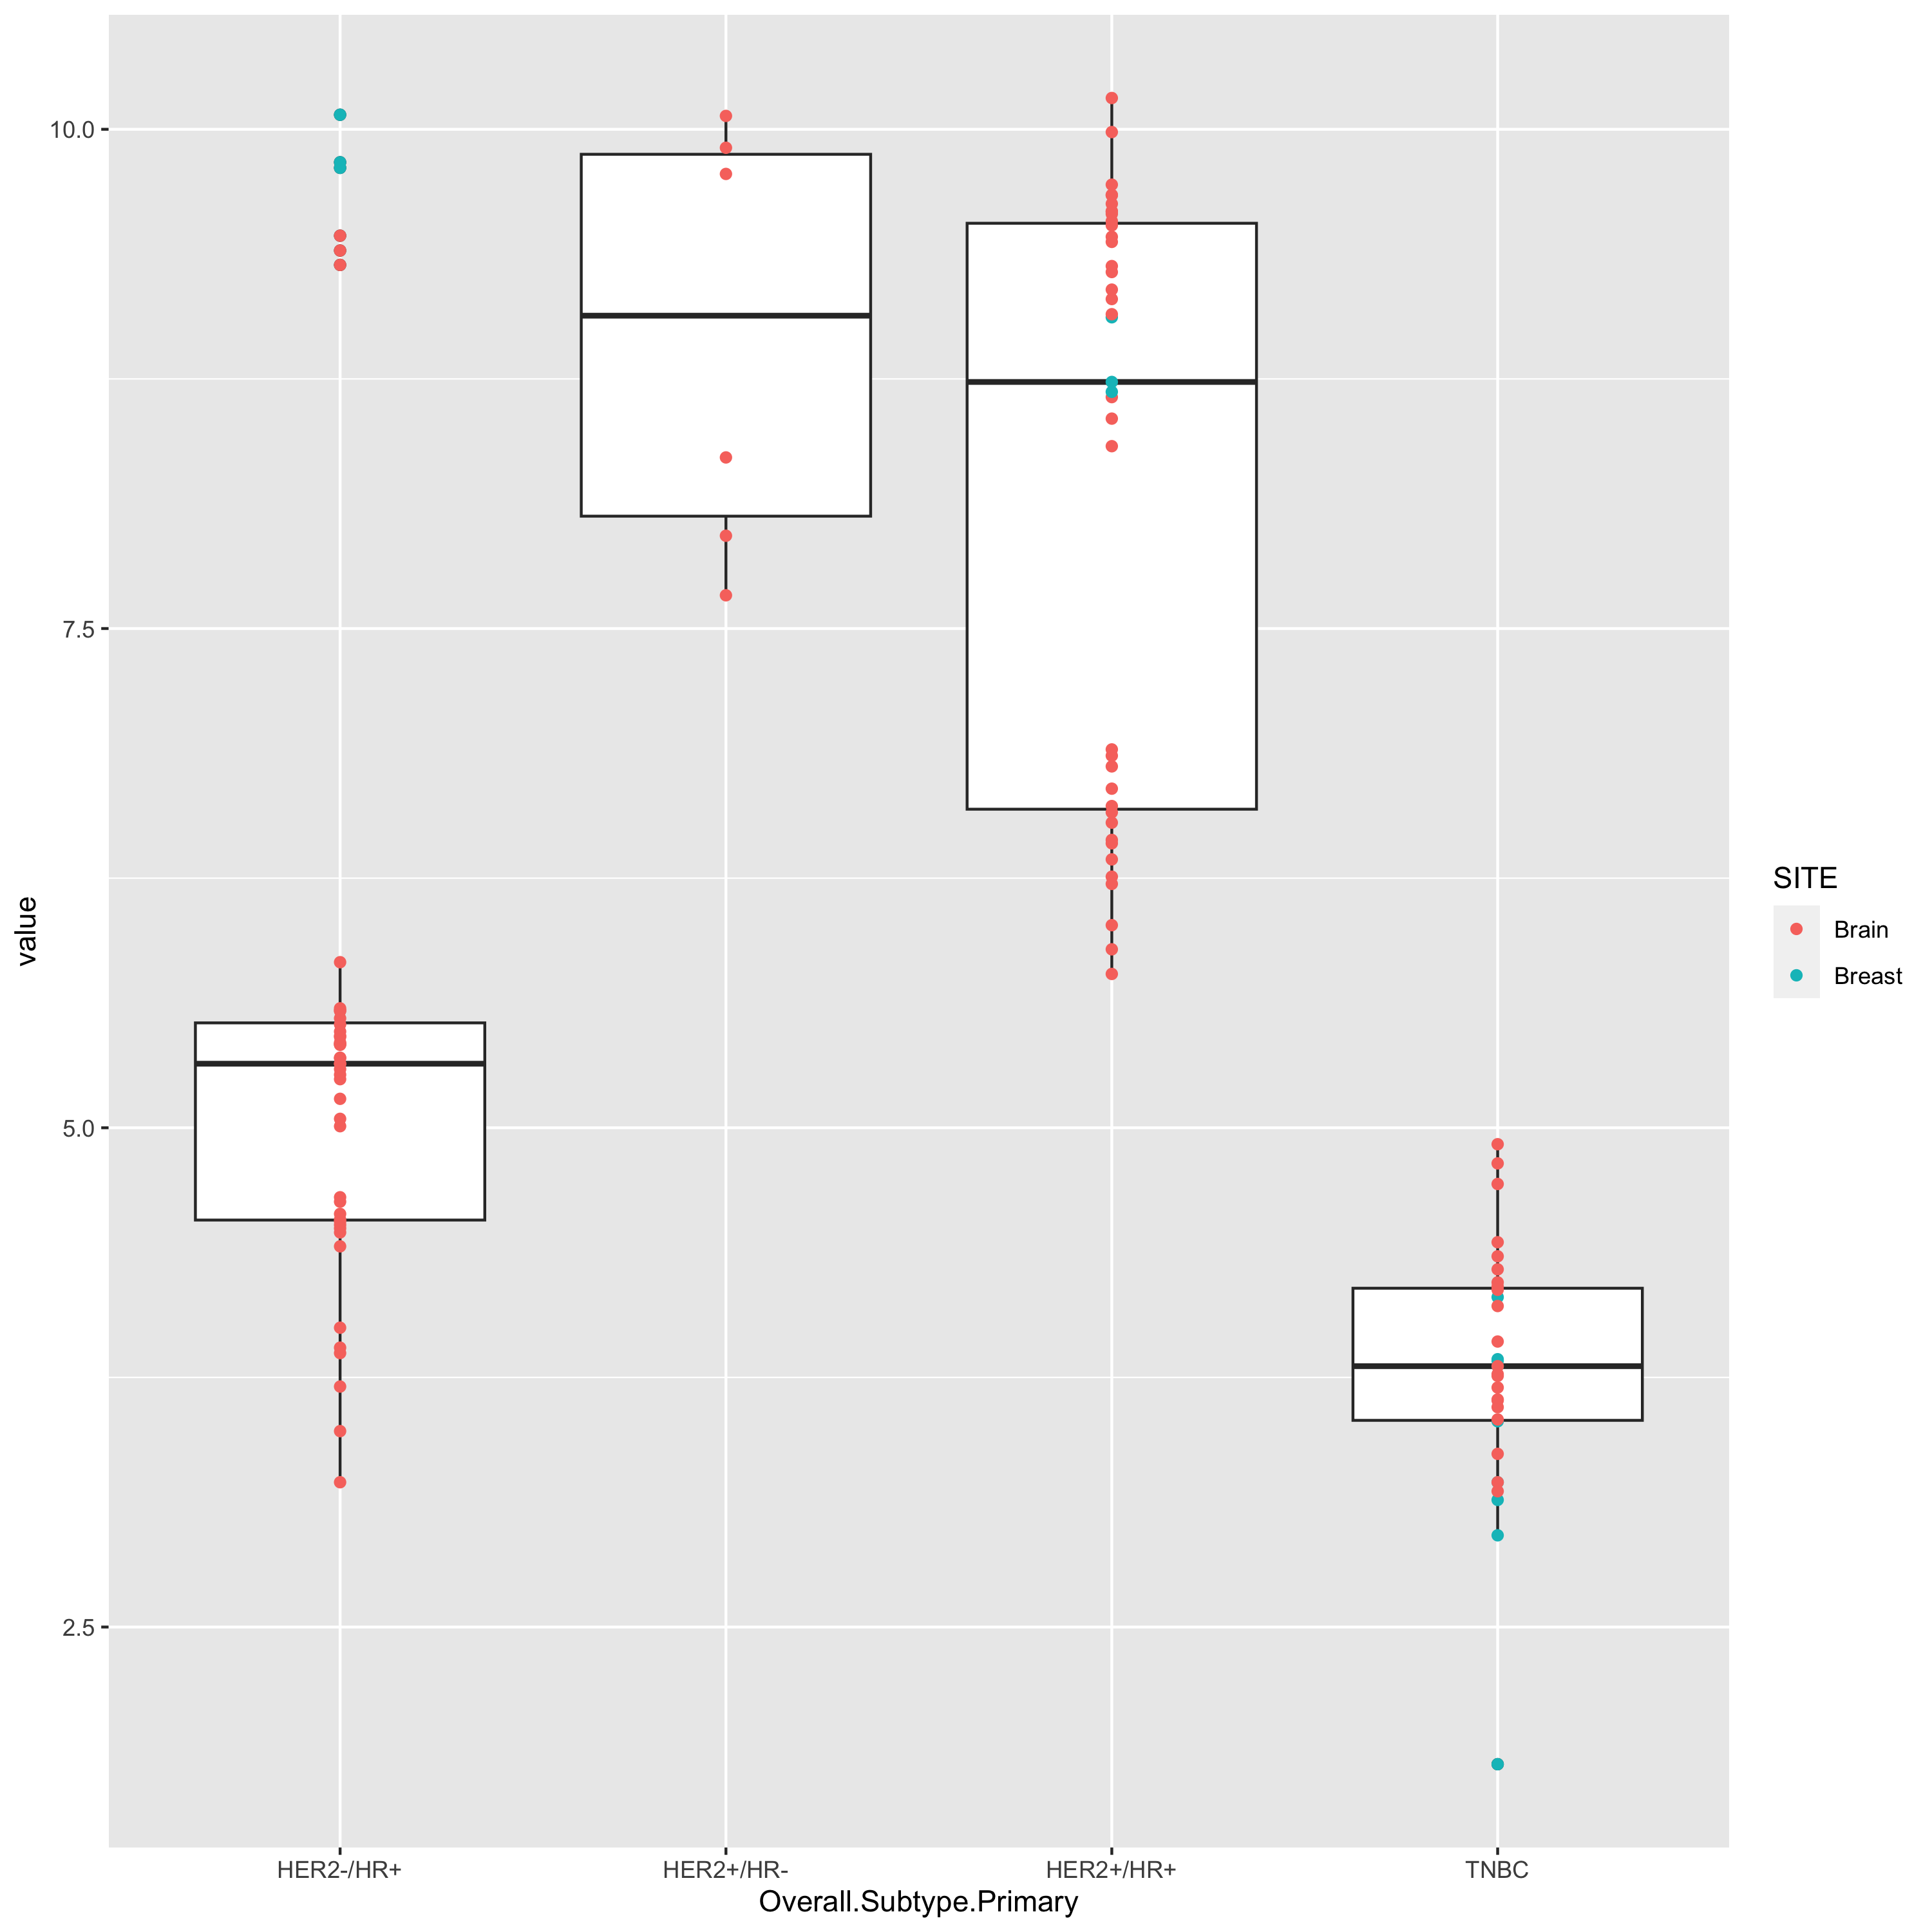 10.0
7.5
5.0
2.5
value
HER2-/HR+
HER2+/HR-
HER2+/HR+
TNBC
Overall.Subtype.Primary
SITE
Brain
Breast